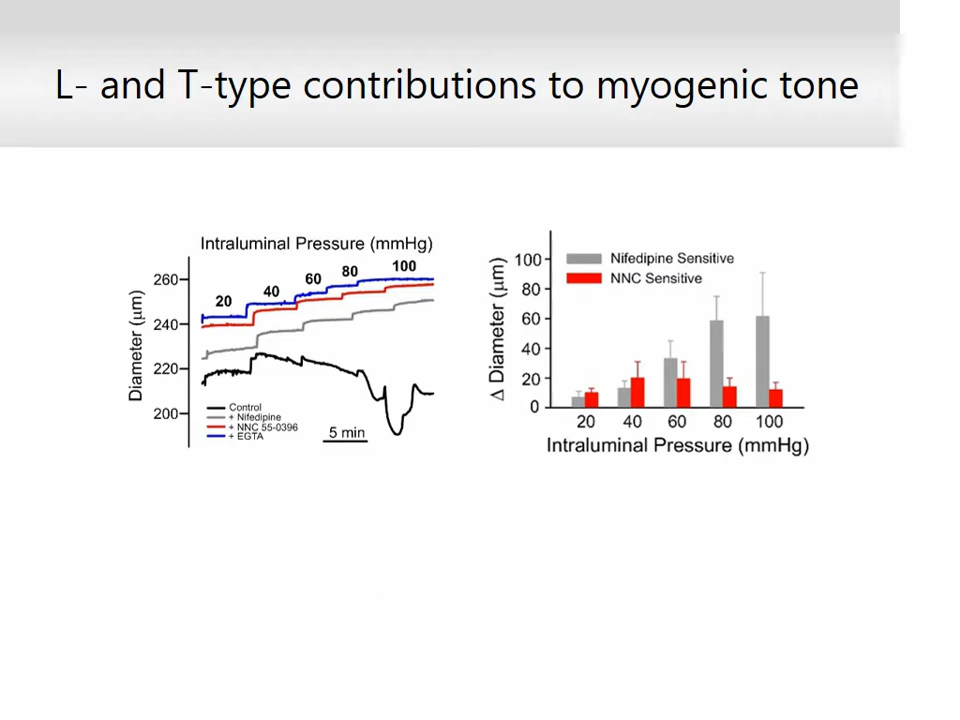 L- and T-type contributions to myogenic tone
Intraluminal Pressure (mmHg)
20 40 60 80 100
260
240
220
200
Diameter (µm)
Control
+ Nifedipine
+ NNC 55-0396
+ EGTA
5 min
Nifedipine Sensitive
NNC Sensitive
100
80
60
40
20
0
Δ Diameter (µm)
20 40 60 80 100
Intraluminal Pressure (mmHg)